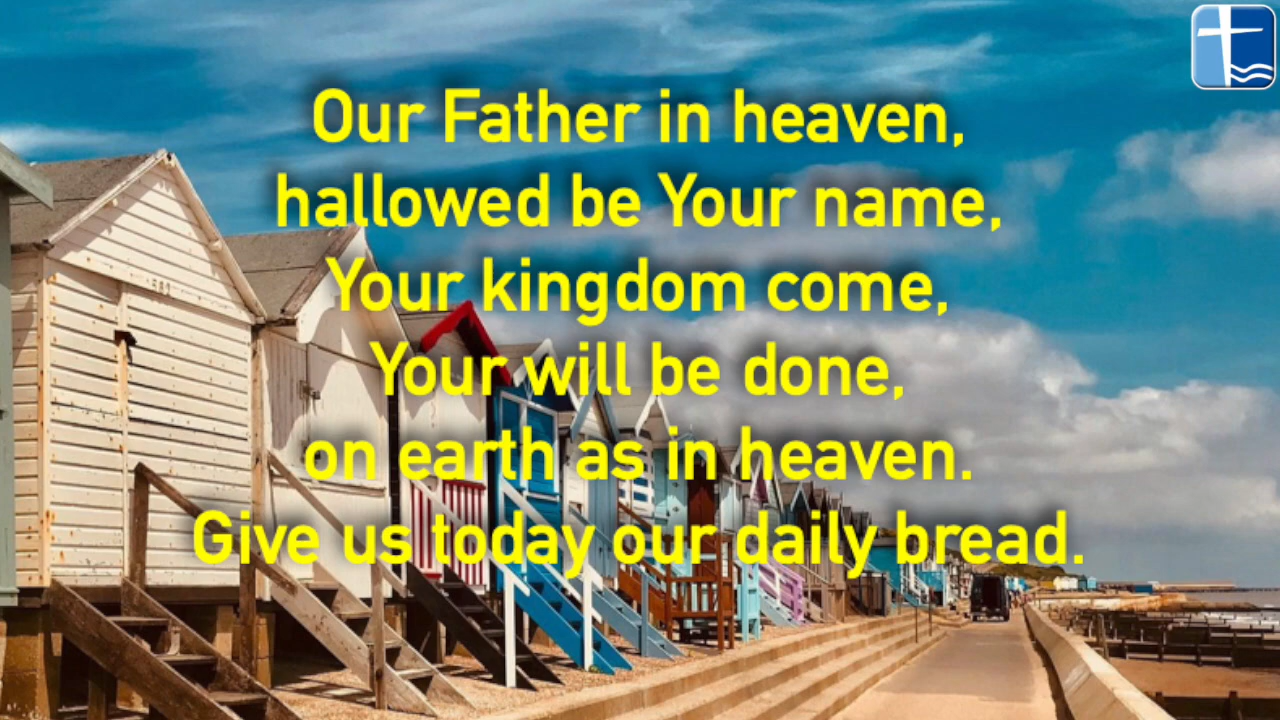 Our Father in heaven,
hallowed be Your name,
Your kingdom come,
Your will be done,
on earth as in heaven.
Give us today our daily bread.